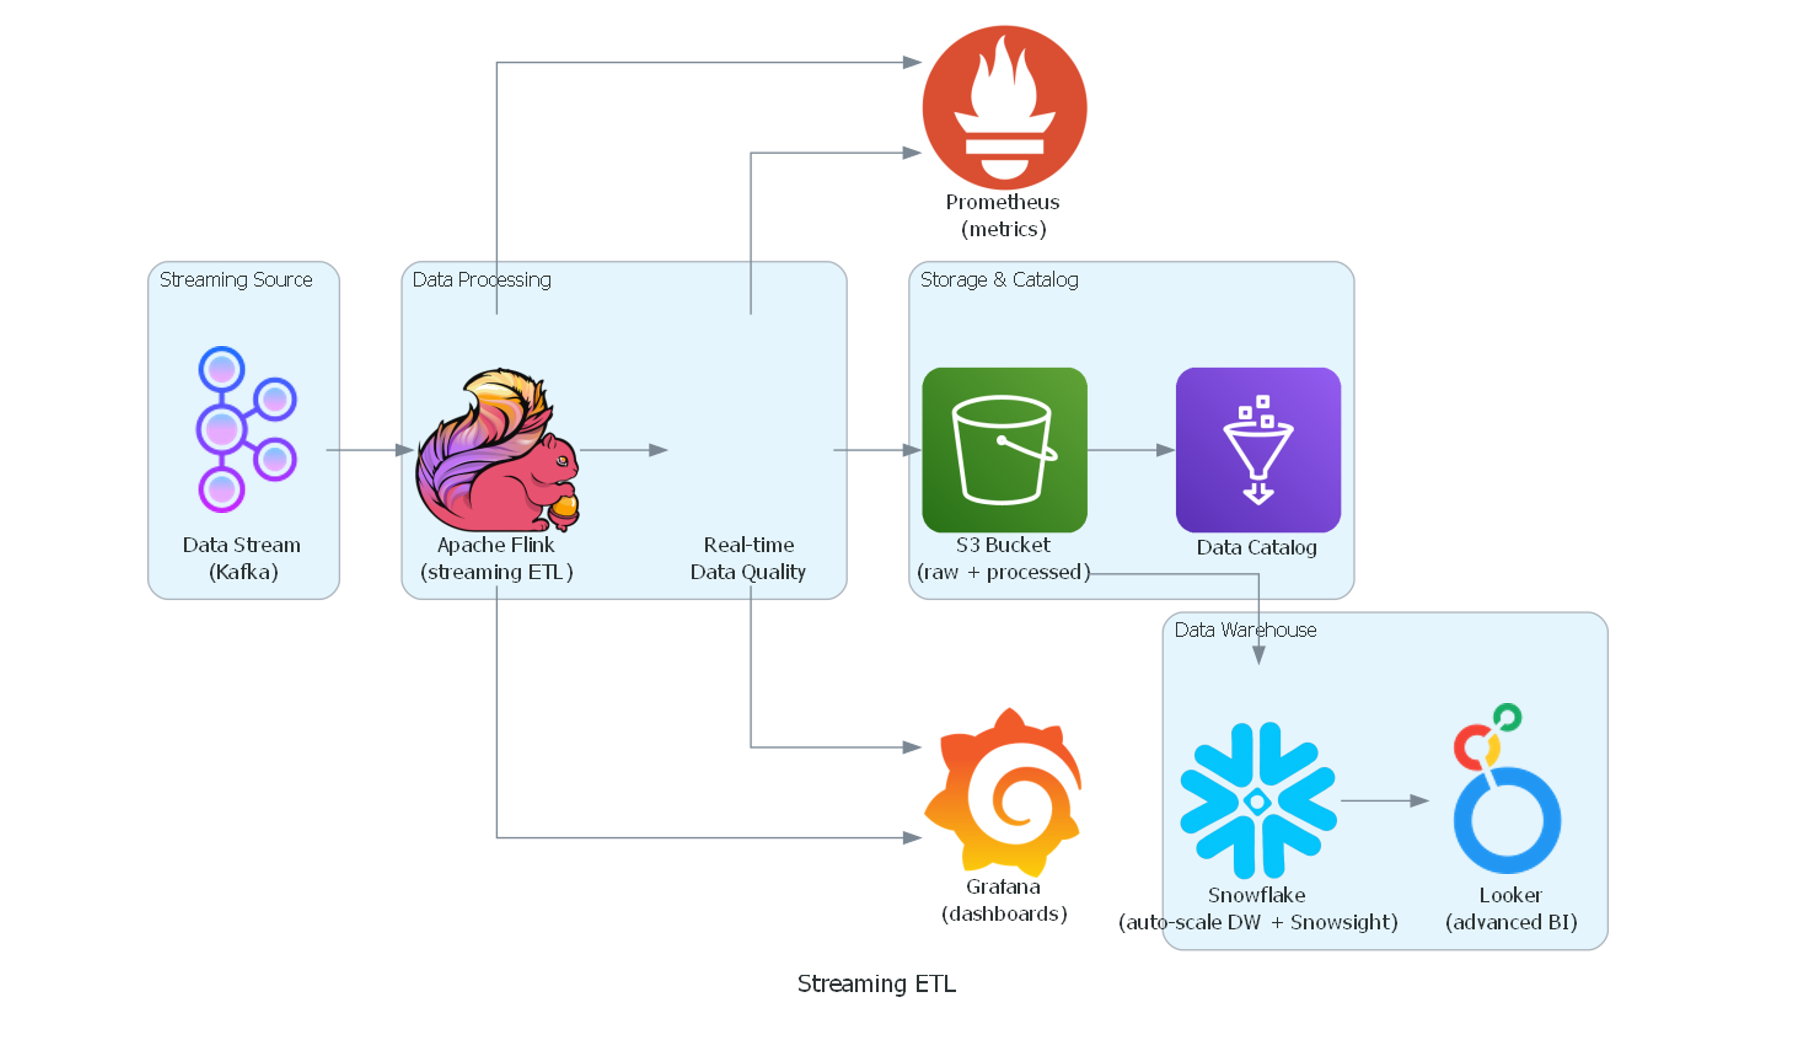 Prometheus
(metrics)
Streaming Source
Data Stream
(Kafka)
Data Processing
Apache Flink
(streaming ETL)
Real-time
Data Quality
Storage & Catalog
S3 Bucket
(raw + processed)
Data Catalog
Data Warehouse
Snowflake
(auto-scale DW + Snowsight)
Looker
(advanced BI)
Grafana
(dashboards)
Streaming ETL